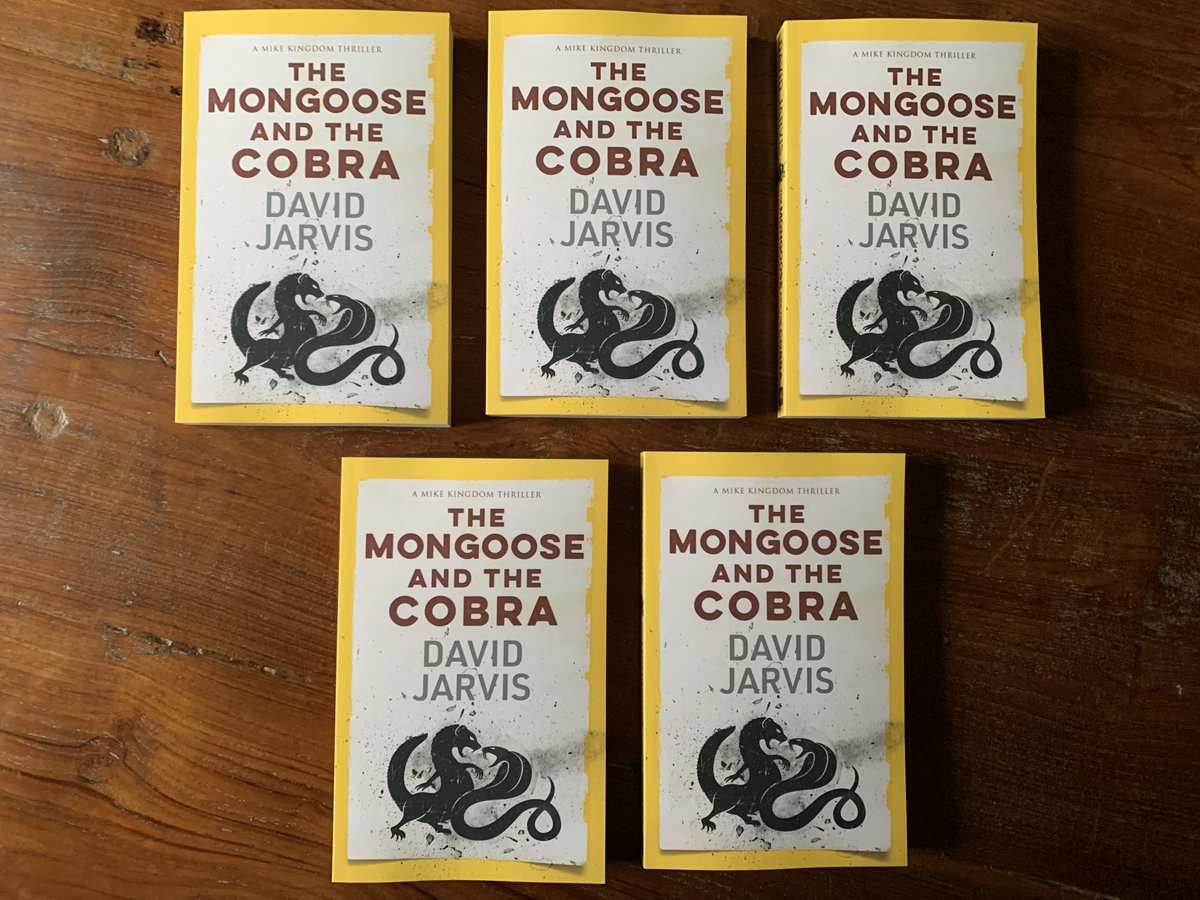 A MIKE KINGDOM THRILLER
THE
MONGOOSE
AND THE
COBRA
DAVID
JARVIS
A MIKE KINGDOM THRILLER
THE
MONGOOSE
AND THE
COBRA
DAVID
JARVIS
A MIKE KINGDOM THRILLER
THE
MONGOOSE
AND THE
COBRA
DAVID
JARVIS
A MIKE KINGDOM THRILLER
THE
MONGOOSE
AND THE
COBRA
DAVID
JARVIS
A MIKE KINGDOM THRILLER
THE
MONGOOSE
AND THE
COBRA
DAVID
JARVIS